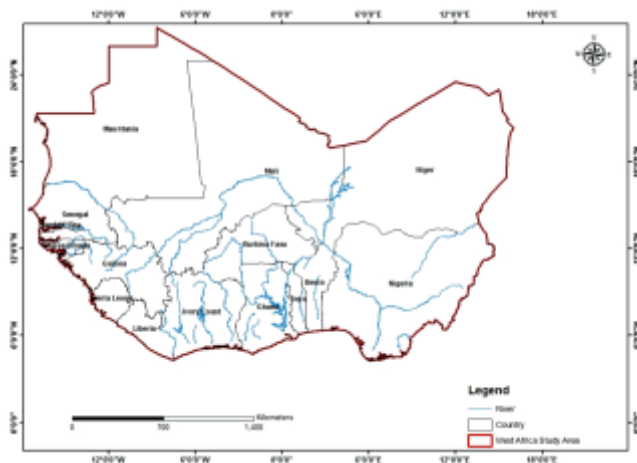 12°0'0"W 6°0'0"W 0°0'0" 6°0'0"E 12°0'0"E 18°0'0"E
N
W E
S
Mauritania
Mali
Niger
Senegal
Burkina Faso
Guinea
Benin
Nigeria
Sierra Leone
Ivory Coast
Ghana
Togo
Liberia
Legend
River
Country
West Africa Study Area
Kilometers
0 700 1,400
12°0'0"W 6°0'0"W 0°0'0" 6°0'0"E 12°0'0"E 18°0'0"E